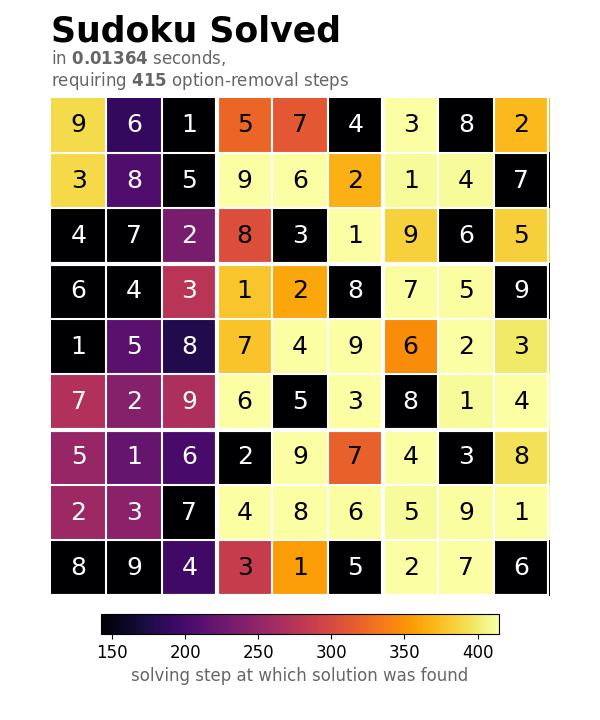 Sudoku Solved
in 0.01364 seconds,
requiring 415 option-removal steps
9 6 1 5 7 4 3 8 2
3 8 5 9 6 2 1 4 7
4 7 2 8 3 1 9 6 5
6 4 3 1 2 8 7 5 9
1 5 8 7 4 9 6 2 3
7 2 9 6 5 3 8 1 4
5 1 6 2 9 7 4 3 8
2 3 7 4 8 6 5 9 1
8 9 4 3 1 5 2 7 6
150 200 250 300 350 400
solving step at which solution was found